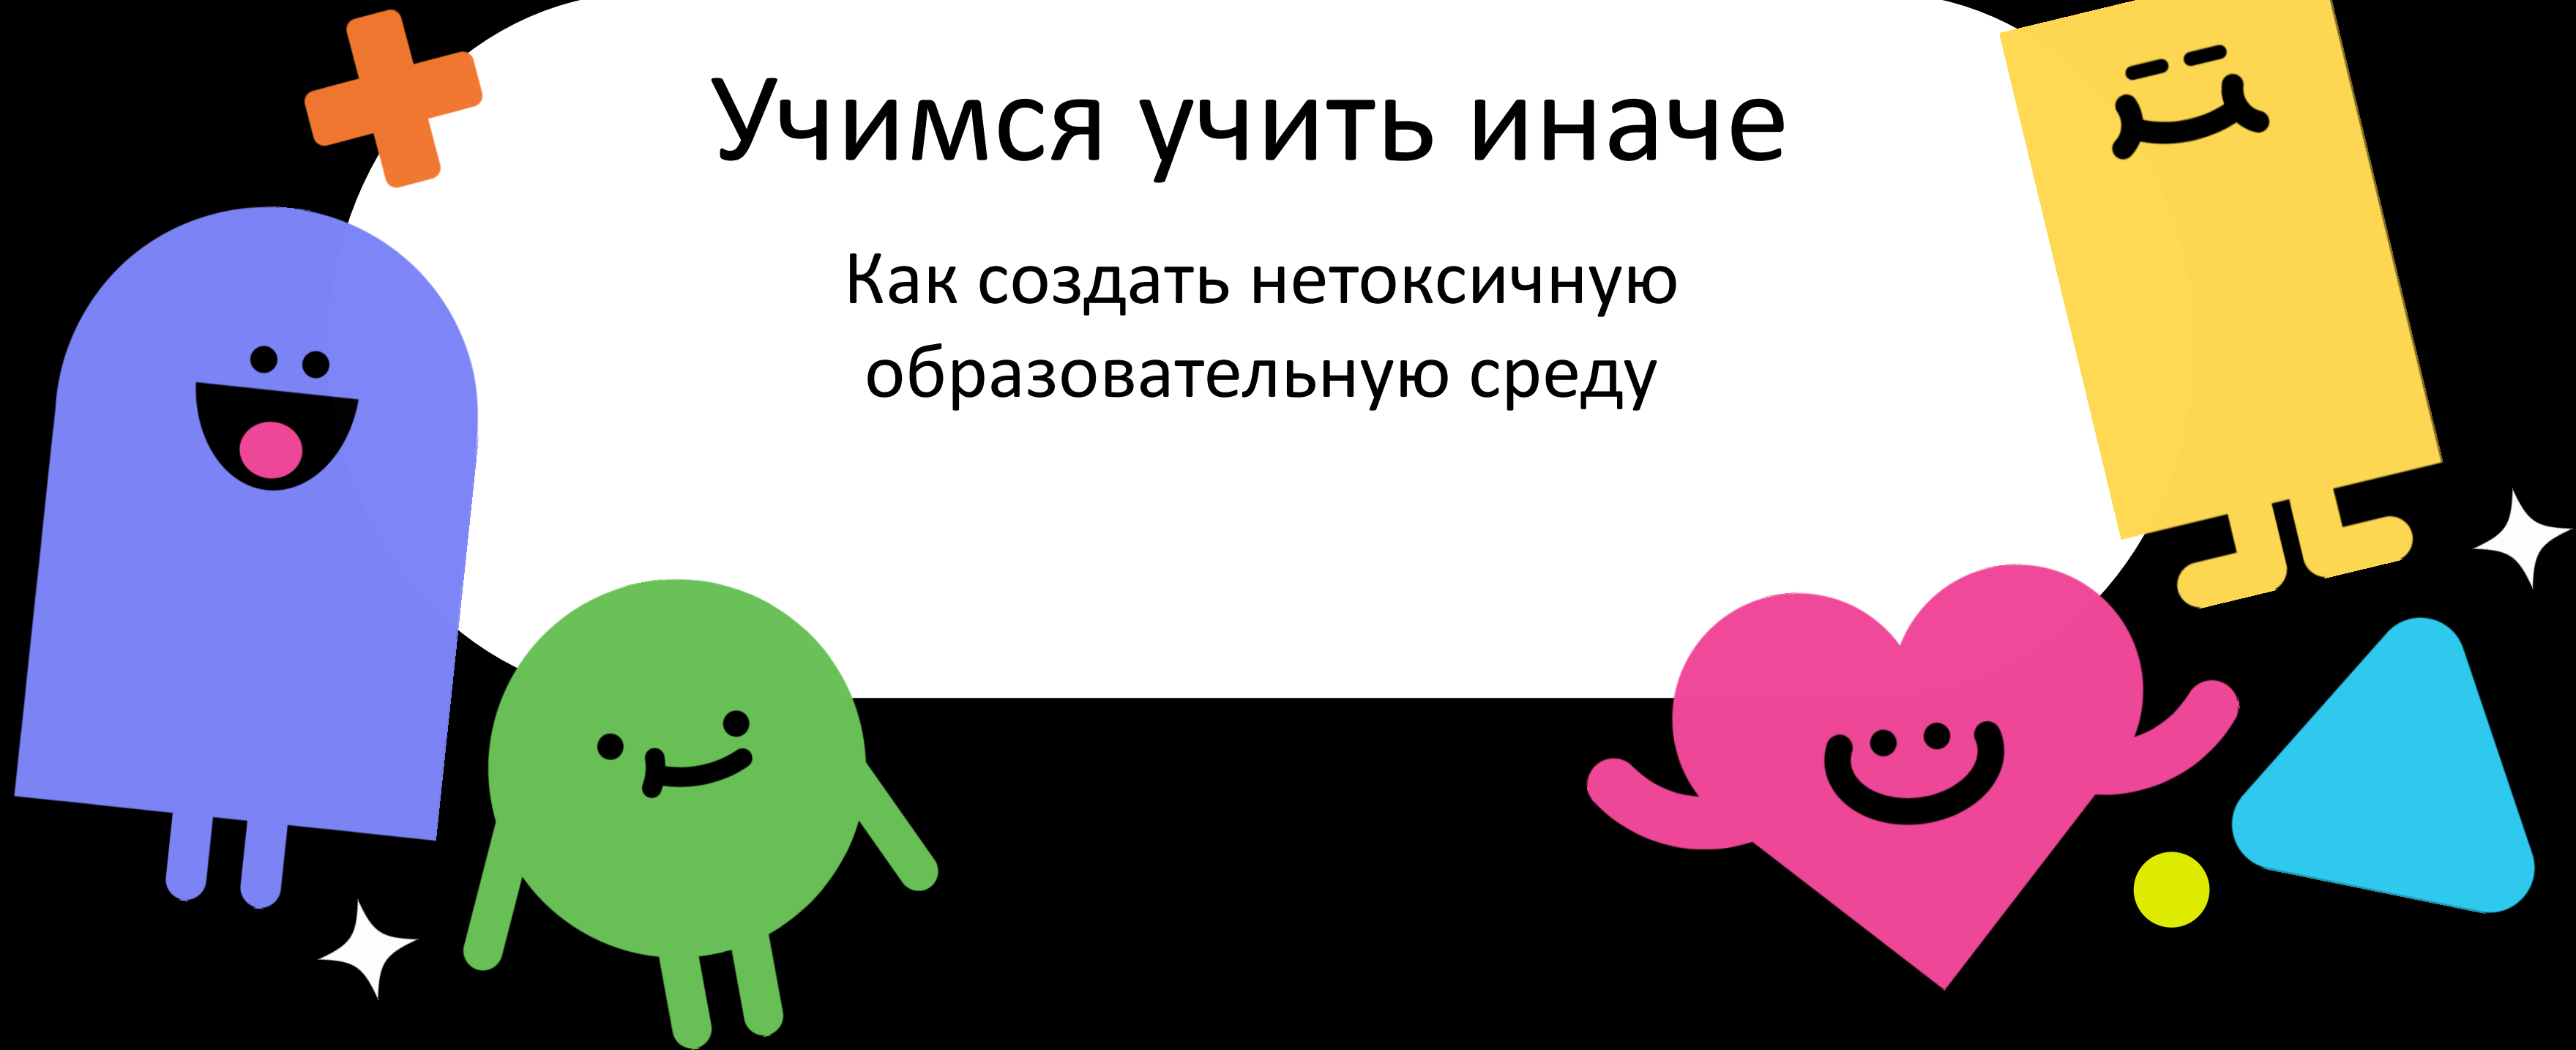 Учимся учить иначе
Как создать нетоксичную
образовательную среду